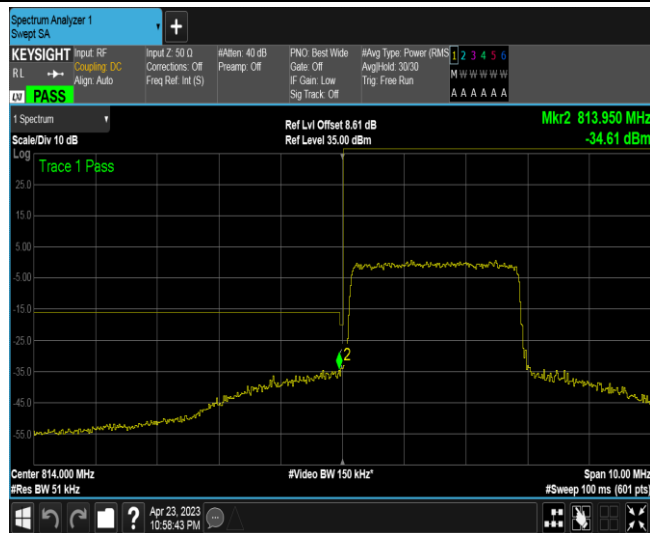 Spectrum Analyzer 1
Swept SA
KEYSIGHT
RL
Input: RF
Coupling: DC
Align: Auto
Input Z: 50 Ω
Corrections: Off
Freq Ref: Int (S)
#Atten: 40 dB
Preamp: Off
PNO: Best Wide
Gate: Off
IF Gain: Low
Sig Track: Off
#Avg Type: Power (RMS
Avg|Hold: 30/30
Trig: Free Run
1 2 3 4 5 6
M W W W W W
A A A A A A
LXI PASS
1 Spectrum
Scale/Div 10 dB
Ref Lvl Offset 8.61 dB
Ref Level 35.00 dBm
Mkr2 813.950 MHz
-34.61 dBm
Log
Trace 1 Pass
25.0
15.0
5.00
-5.00
-15.0
-25.0
-35.0
-45.0
-55.0
2
Center 814.000 MHz
#Res BW 51 kHz
#Video BW 150 kHz*
Span 10.00 MHz
#Sweep 100 ms (601 pts)
?
Apr 23, 2023
10:58:43 PM